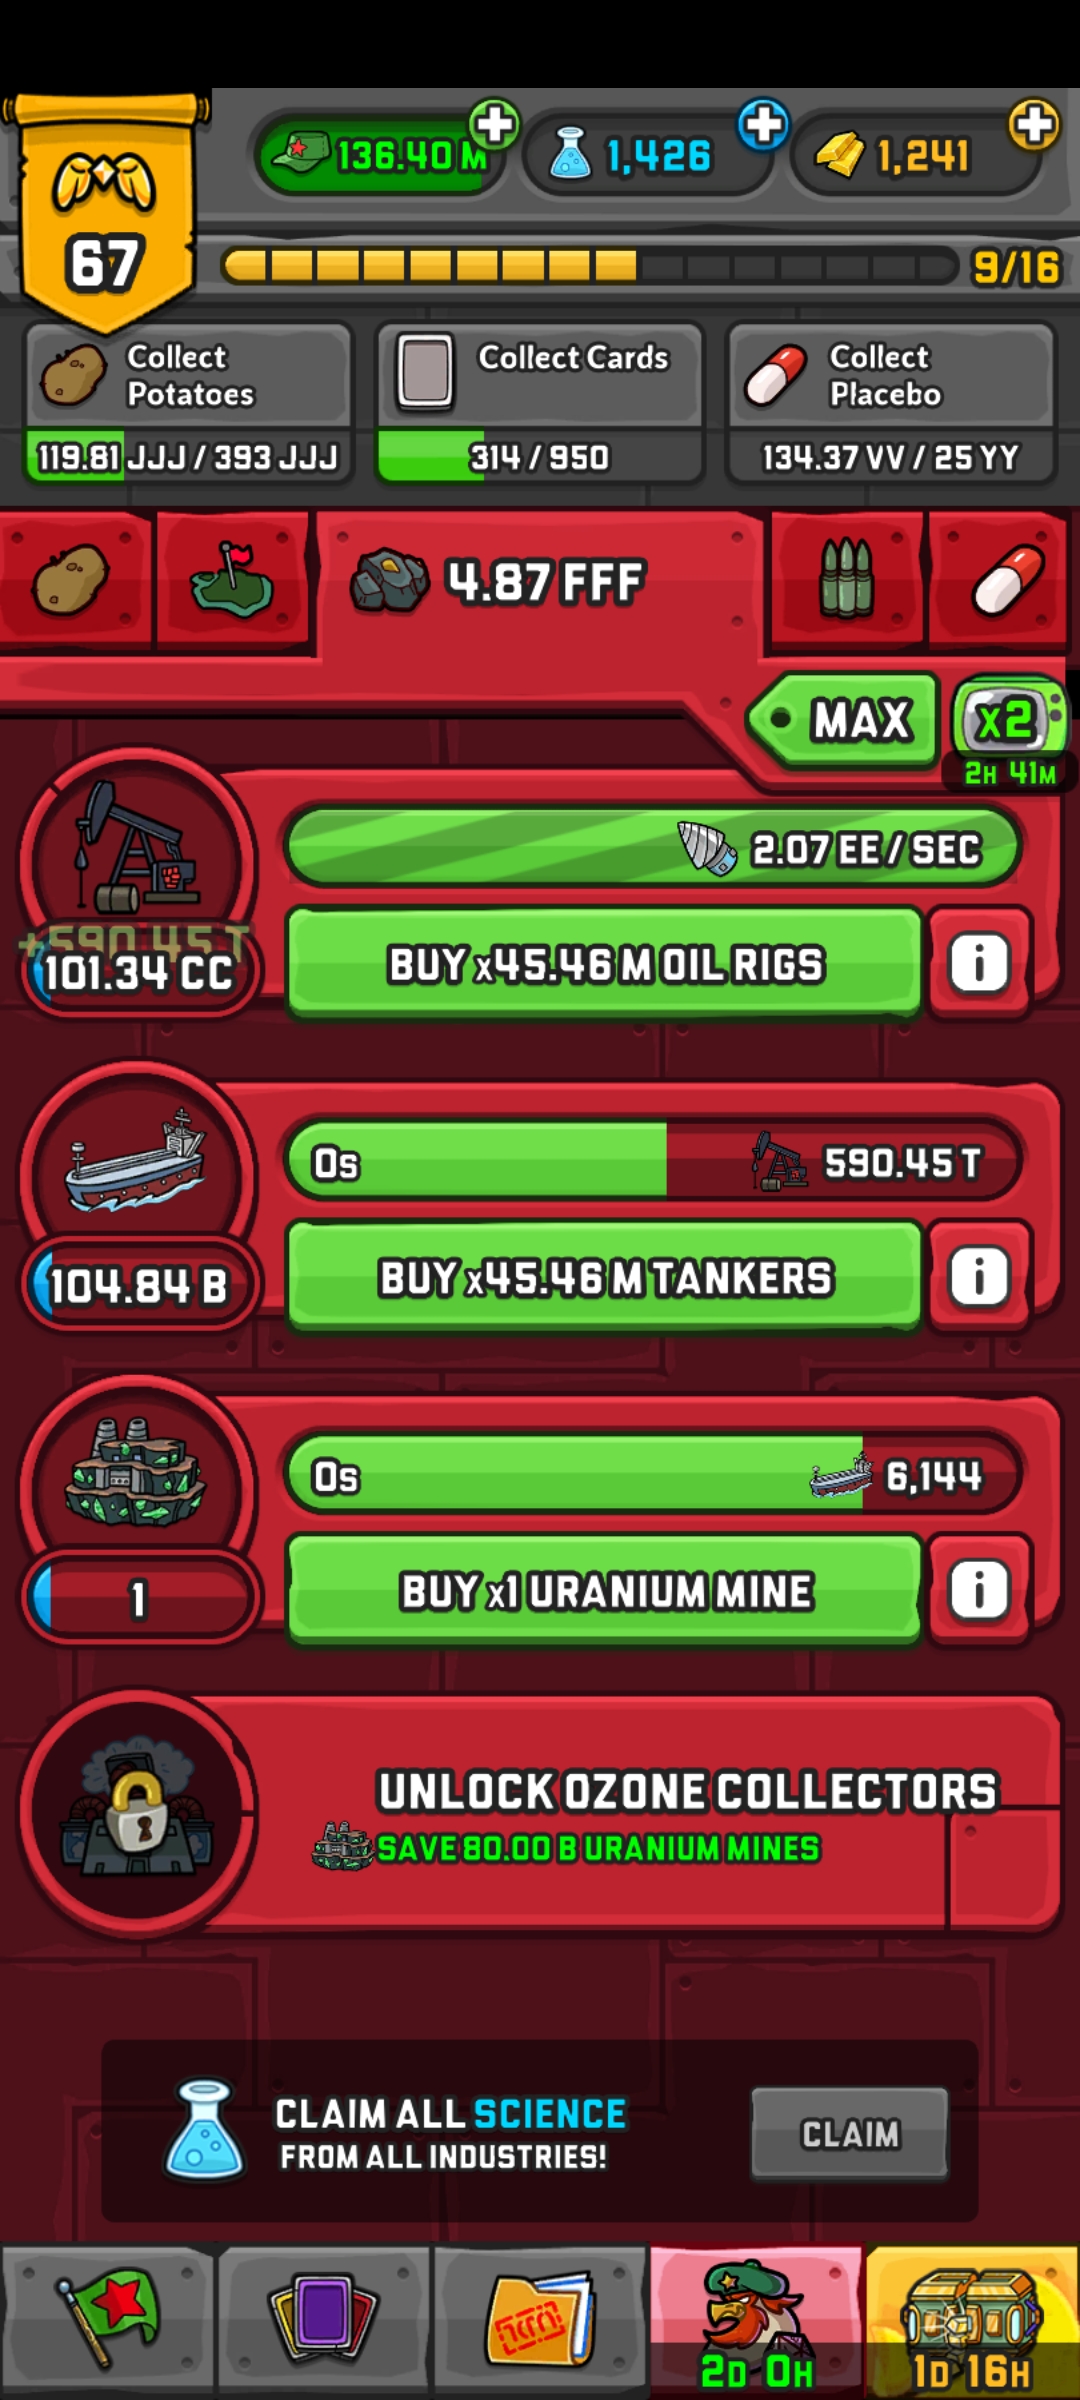 136.40 M
1,426
1,241
67
9/16
Collect Potatoes
119.81 JJJ / 393 JJJ
Collect Cards
314 / 950
Collect Placebo
134.37 VV / 25 YY
4.87 FFF
MAX
x2
2H 41M
2.07 EE / SEC
+590.45 T
101.34 CC
BUY x45.46 M OIL RIGS
i
0s
590.45 T
104.84 B
BUY x45.46 M TANKERS
i
0s
6,144
1
BUY x1 URANIUM MINE
i
UNLOCK OZONE COLLECTORS
SAVE 80.00 B URANIUM MINES
CLAIM ALL SCIENCE
FROM ALL INDUSTRIES!
CLAIM
2D 0H
1D 16H